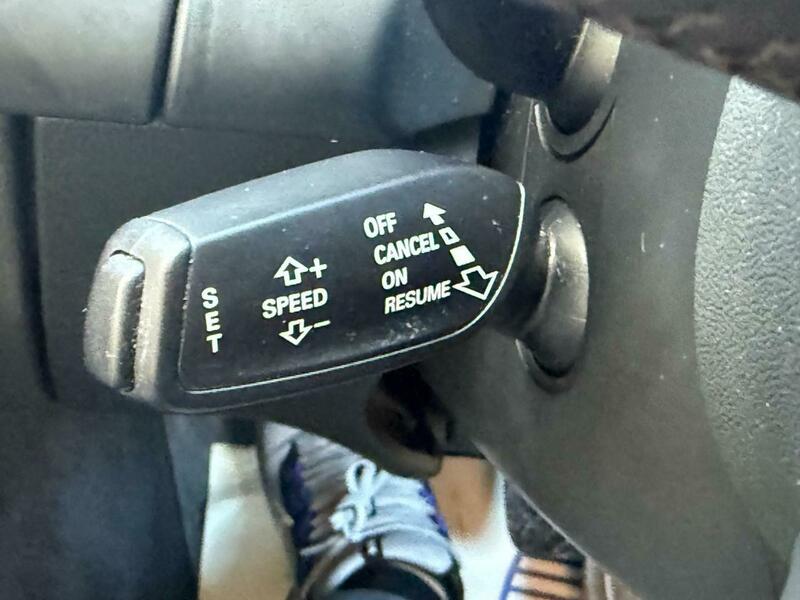 SET
+
SPEED
−
OFF
CANCEL
ON
RESUME